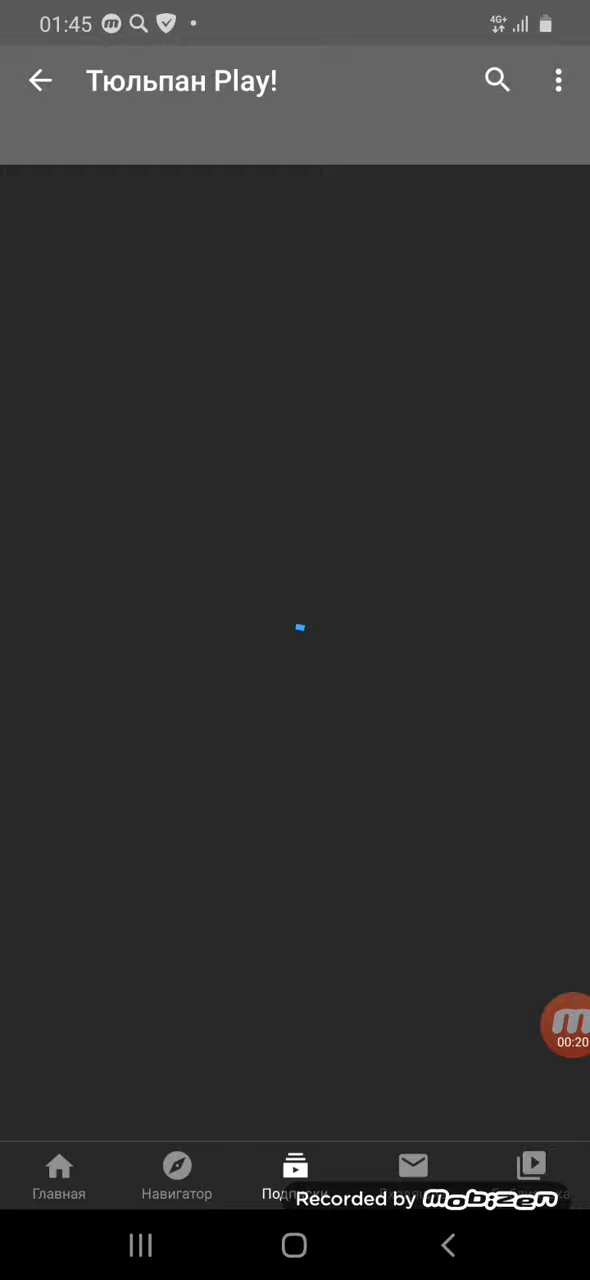 01:45
4G+
Тюльпан Play!
00:20
Главная
Навигатор
Recorded by mobizen